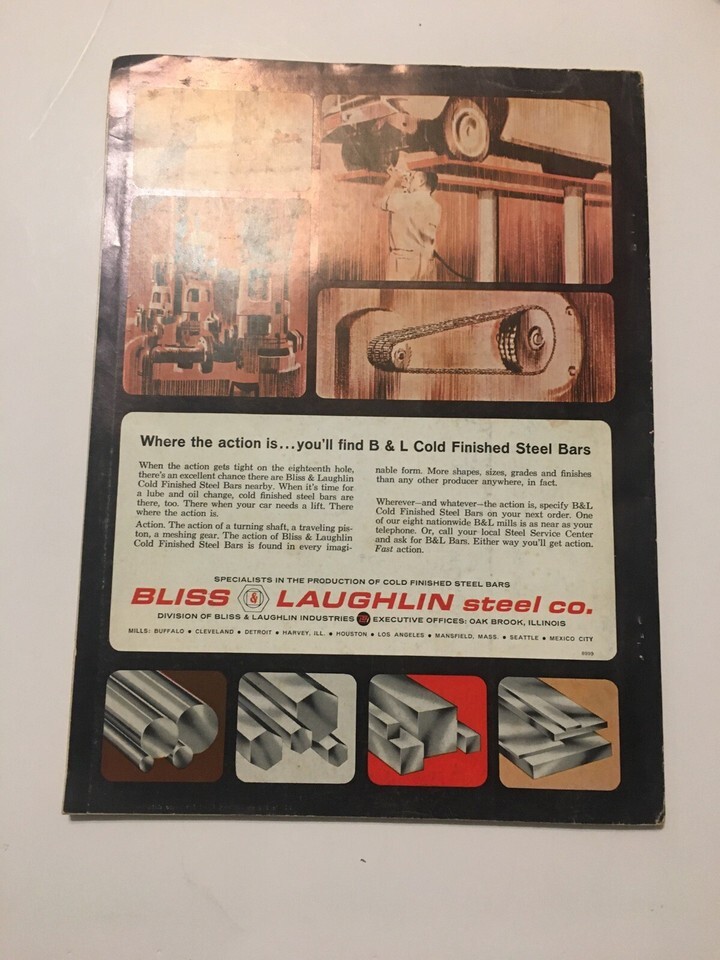 Where the action is...you'll find B & L Cold Finished Steel Bars
When the action gets tight on the eighteenth hole,
there's an excellent chance there are Bliss & Laughlin
Cold Finished Steel Bars nearby. When it's time for
a lube and oil change, cold finished steel bars are
there, too. There when your car needs a lift. There
where the action is.
Action. The action of a turning shaft, a traveling pis-
ton, a meshing gear. The action of Bliss & Laughlin
Cold Finished Steel Bars is found in every imagi-
nable form. More shapes, sizes, grades and finishes
than any other producer anywhere, in fact.
Wherever—and whatever—the action is, specify B&L
Cold Finished Steel Bars on your next order. One
of our eight nationwide B&L mills is as near as your
telephone. Or, call your local Steel Service Center
and ask for B&L Bars. Either way you'll get action.
Fast action.
SPECIALISTS IN THE PRODUCTION OF COLD FINISHED STEEL BARS
BLISS & LAUGHLIN steel co.
DIVISION OF BLISS & LAUGHLIN INDUSTRIES EXECUTIVE OFFICES: OAK BROOK, ILLINOIS
MILLS: BUFFALO • CLEVELAND • DETROIT • HARVEY, ILL. • HOUSTON • LOS ANGELES • MANSFIELD, MASS. • SEATTLE • MEXICO CITY